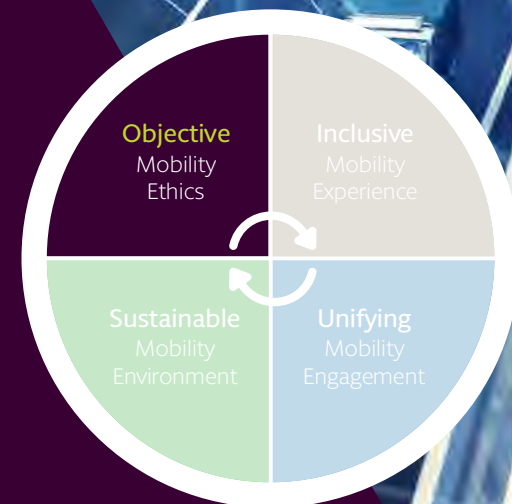 Objective
Mobility
Ethics
Inclusive
Mobility
Experience
Sustainable
Mobility
Environment
Unifying
Mobility
Engagement